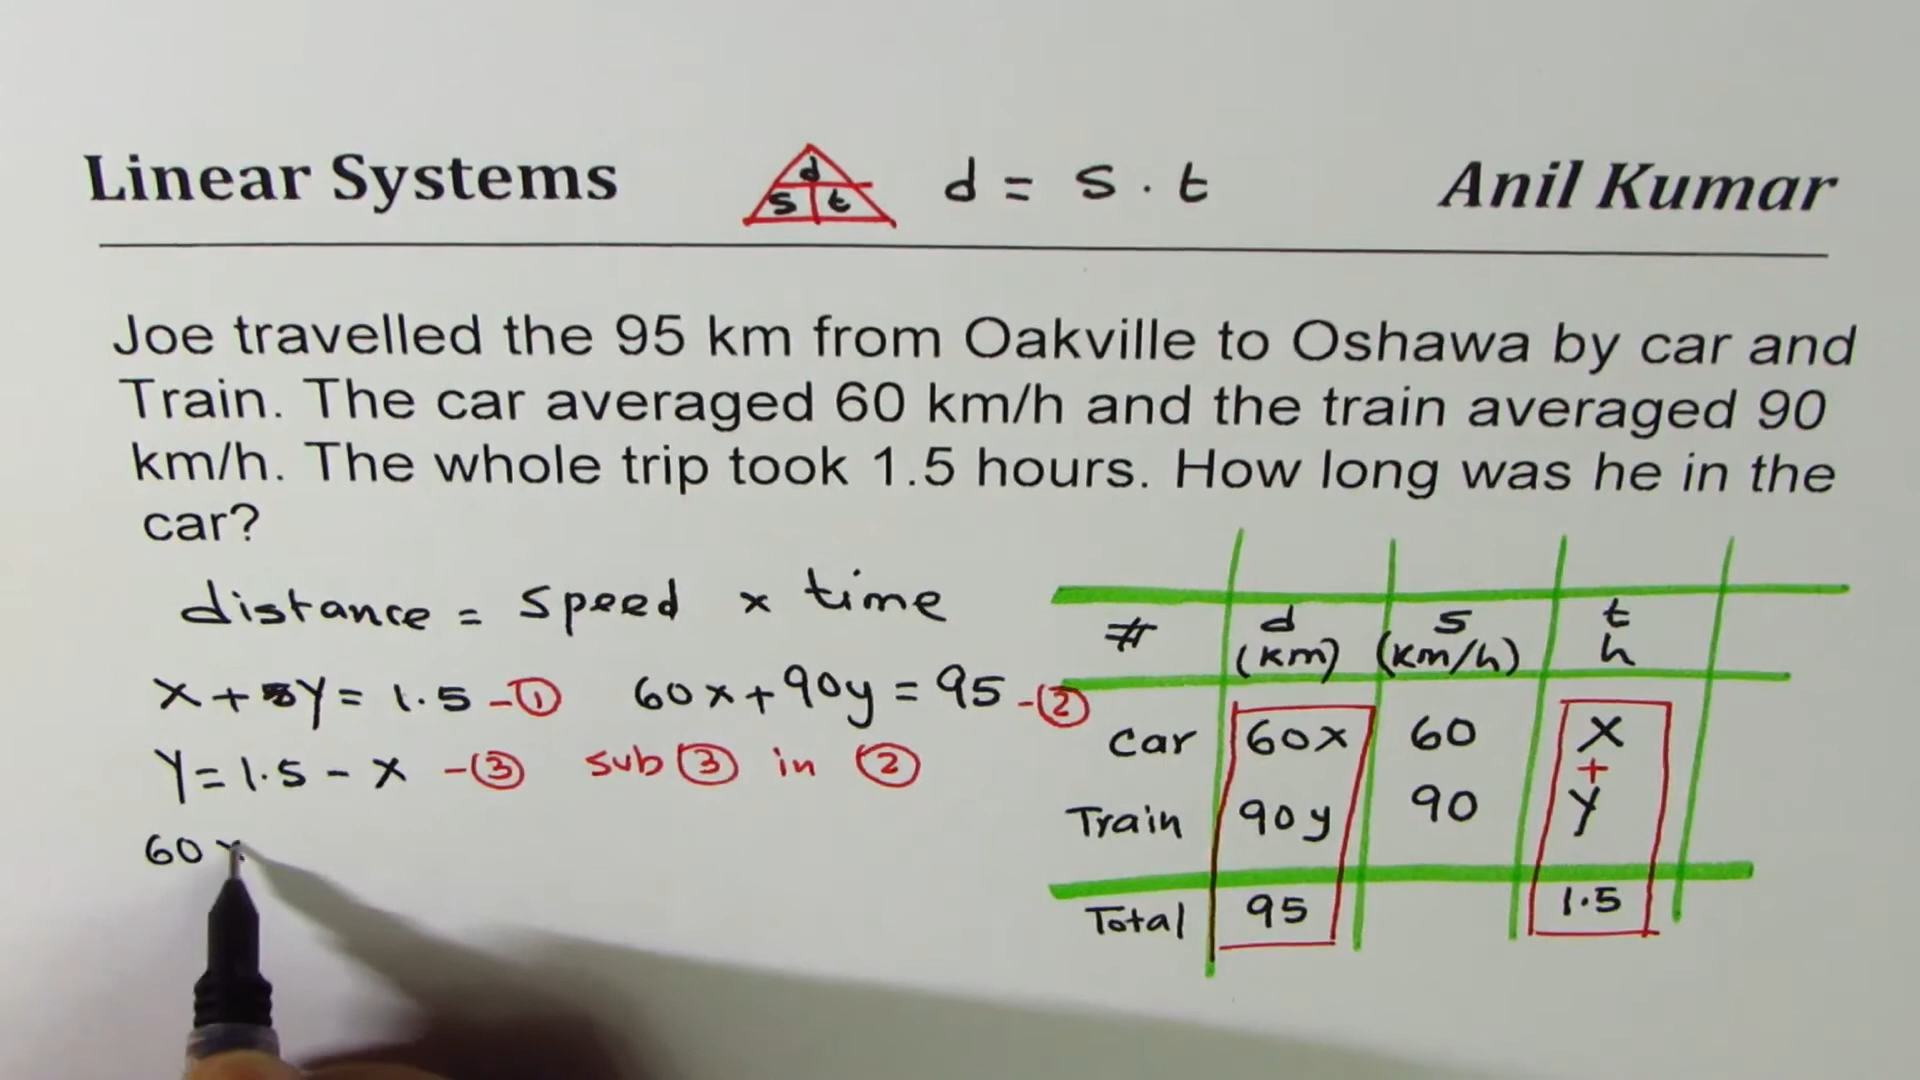 Linear Systems
d
s t
d = s . t
Anil Kumar
Joe travelled the 95 km from Oakville to Oshawa by car and
Train. The car averaged 60 km/h and the train averaged 90
km/h. The whole trip took 1.5 hours. How long was he in the
car?
distance = speed x time
x + y = 1.5 -① 60x+90y = 95 -②
y = 1.5 - x -③ sub ③ in ②
60x
# d (km) s (km/h) t h
Car 60x 60 x
+
Train 90y 90 y
Total 95 1.5